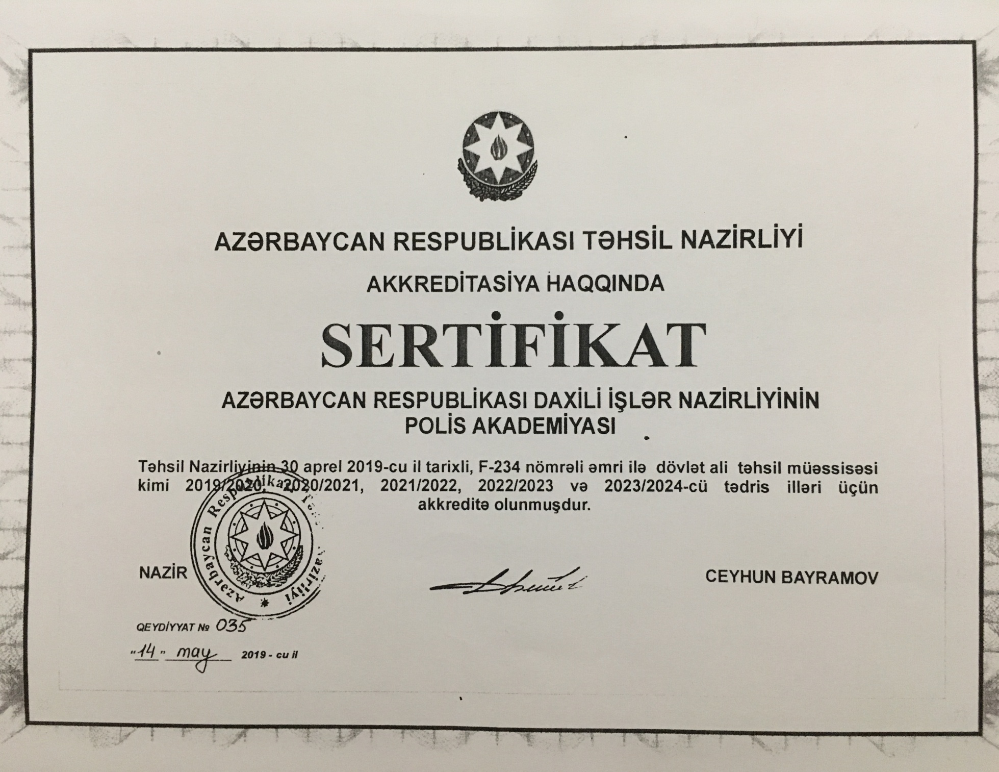 AZƏRBAYCAN RESPUBLİKASI TƏHSİL NAZİRLİYİ
AKKREDİTASİYA HAQQINDA
SERTİFİKAT
AZƏRBAYCAN RESPUBLİKASI DAXİLİ İŞLƏR NAZİRLİYİNİN
POLİS AKADEMİYASI
Təhsil Nazirliyinin 30 aprel 2019-cu il tarixli, F-234 nömrəli əmri ilə dövlət ali təhsil müəssisəsi
kimi 2019/2020, 2020/2021, 2021/2022, 2022/2023 və 2023/2024-cü tədris illəri üçün
akkreditə olunmuşdur.
Azərbaycan Respublikası
NAZİR
CEYHUN BAYRAMOV
QEYDİYYAT № 035
"14" may 2019 - cu il